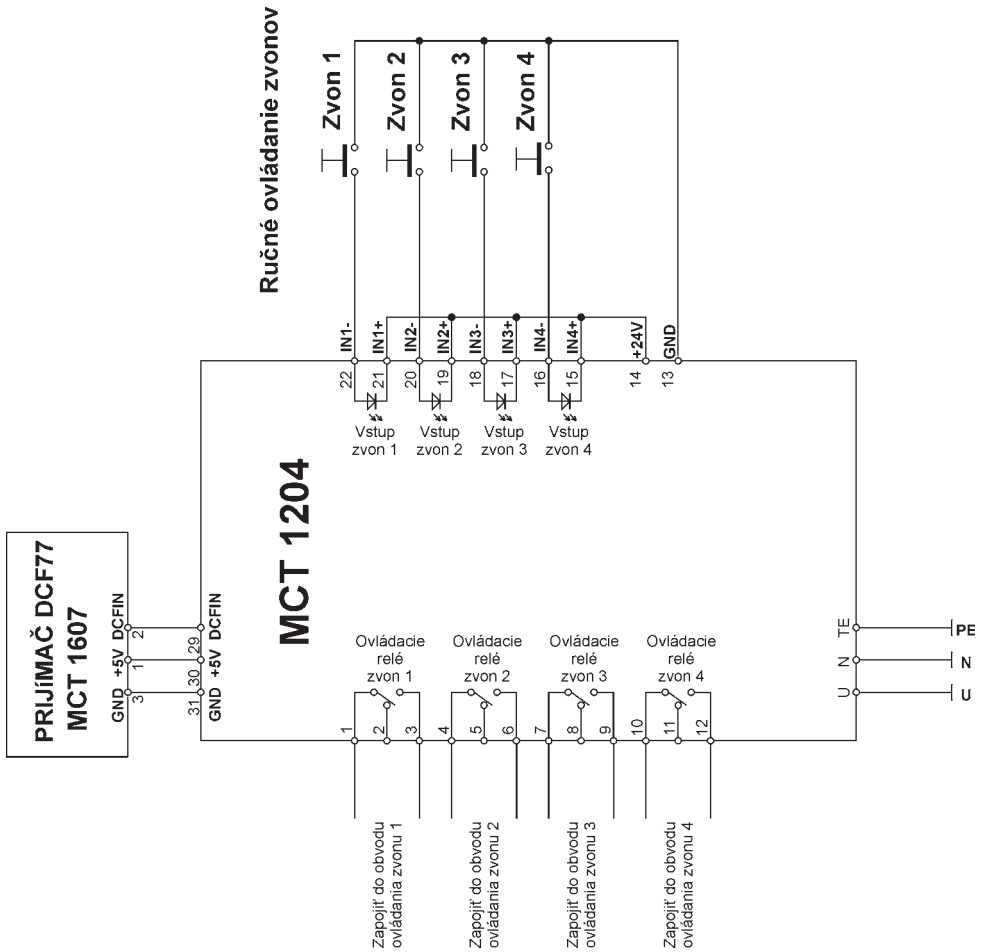 PRIJíMAČ DCF77
MCT 1607
GND +5V DCFIN
3 1 2
31 30 29
GND +5V DCFIN
MCT 1204
Ručné ovládanie zvonov
Zvon 1
Zvon 2
Zvon 3
Zvon 4
22 IN1-
21 IN1+
20 IN2-
19 IN2+
18 IN3-
17 IN3+
16 IN4-
15 IN4+
14 +24V
13 GND
Vstup
zvon 1
Vstup
zvon 2
Vstup
zvon 3
Vstup
zvon 4
Ovládacie
relé
zvon 1
Ovládacie
relé
zvon 2
Ovládacie
relé
zvon 3
Ovládacie
relé
zvon 4
1
2
3
4
5
6
7
8
9
10
11
12
Zapojiť do obvodu
ovládania zvonu 1
Zapojiť do obvodu
ovládania zvonu 2
Zapojiť do obvodu
ovládania zvonu 3
Zapojiť do obvodu
ovládania zvonu 4
U N TE
U
N
PE